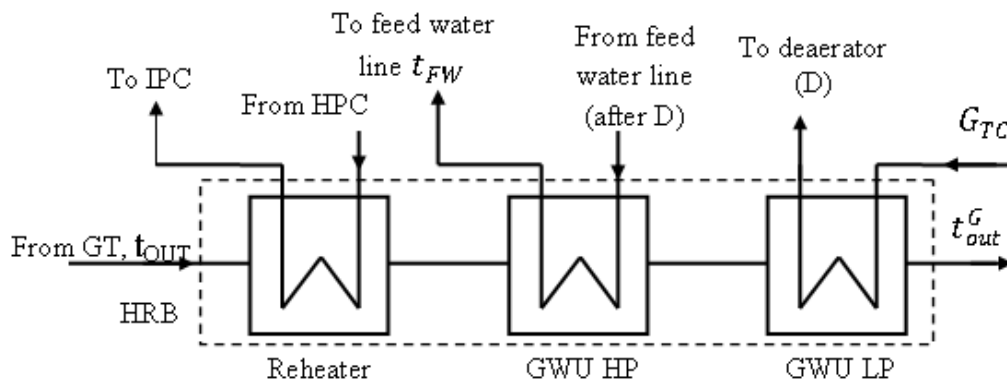 To feed water
line t_FW
From feed
water line
(after D)
To deaerator
(D)
To IPC
From HPC
G_TC
From GT, t_OUT
t_out^G
HRB
Reheater
GWU HP
GWU LP